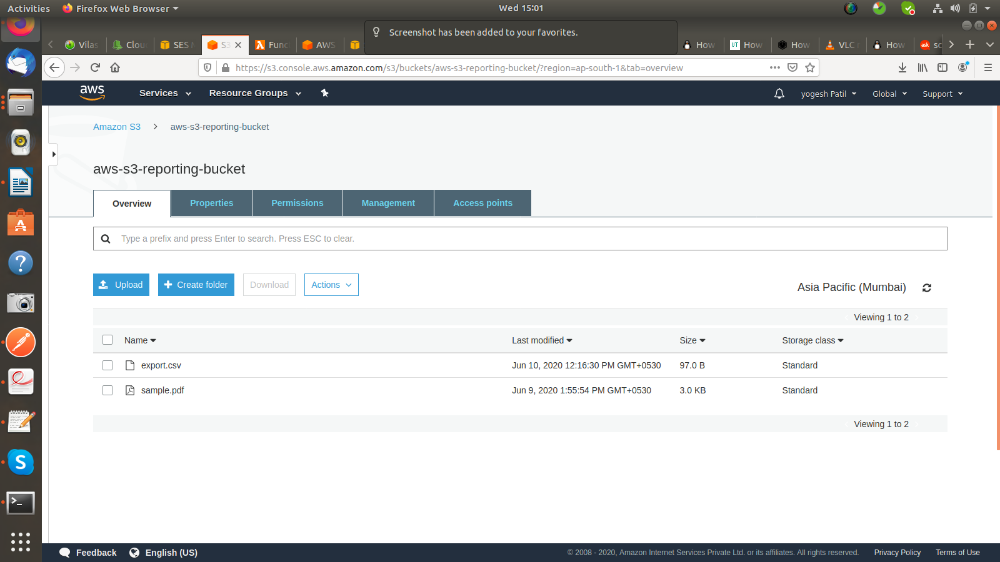 Activities
Firefox Web Browser
Wed 15:01
Screenshot has been added to your favorites.
Vilas
Clou
SES
S3
Func
AWS
How
UT How
How
VLC
How
ask sc
https://s3.console.aws.amazon.com/s3/buckets/aws-s3-reporting-bucket/?region=ap-south-1&tab=overview
aws
Services
Resource Groups
yogesh Patil
Global
Support
Amazon S3
aws-s3-reporting-bucket
aws-s3-reporting-bucket
Overview
Properties
Permissions
Management
Access points
Type a prefix and press Enter to search. Press ESC to clear.
Upload
Create folder
Download
Actions
Asia Pacific (Mumbai)
Viewing 1 to 2
Name
Last modified
Size
Storage class
export.csv
Jun 10, 2020 12:16:30 PM GMT+0530
97.0 B
Standard
sample.pdf
Jun 9, 2020 1:55:54 PM GMT+0530
3.0 KB
Standard
Viewing 1 to 2
Feedback
English (US)
© 2008 - 2020, Amazon Internet Services Private Ltd. or its affiliates. All rights reserved.
Privacy Policy
Terms of Use